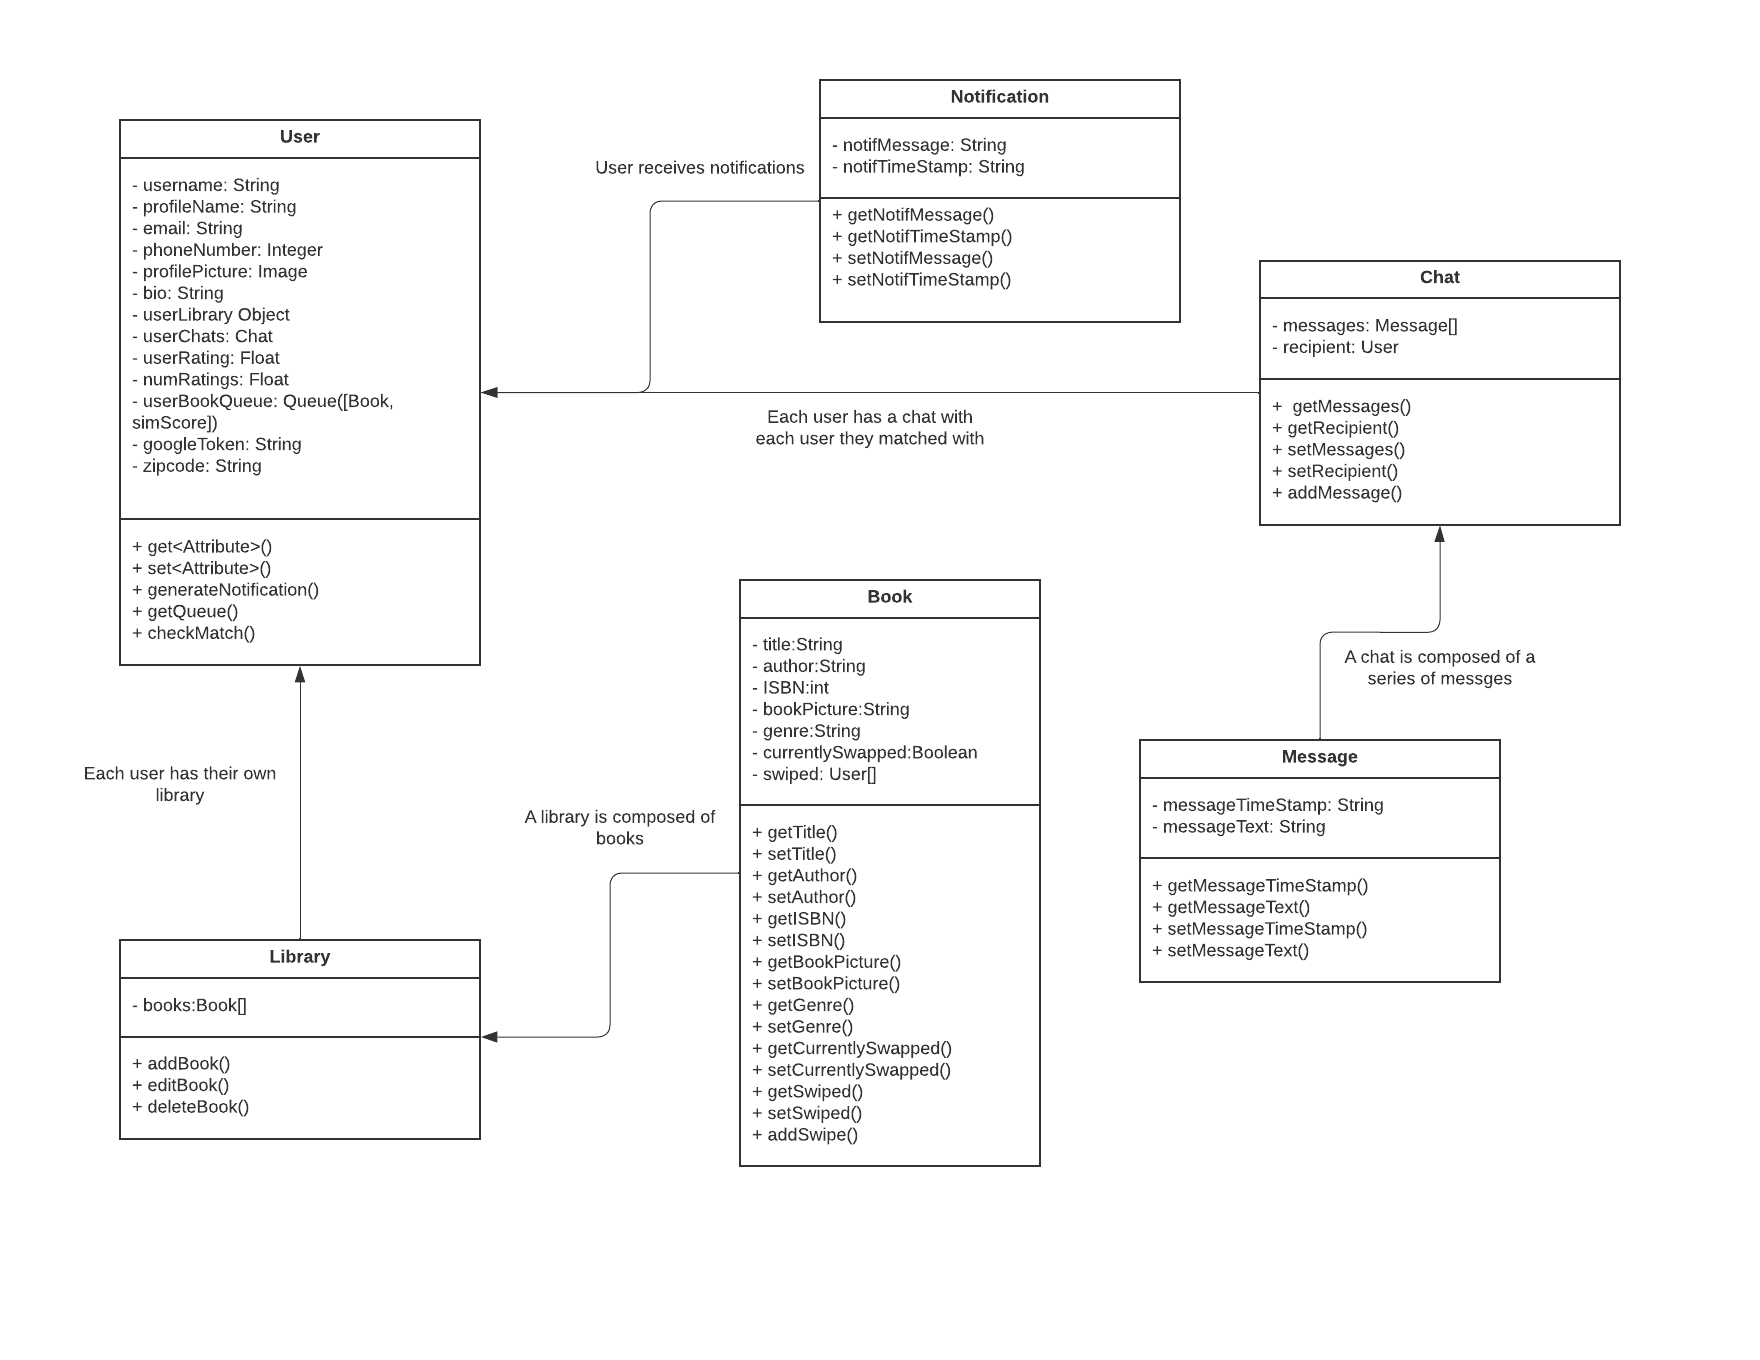 Notification
- notifMessage: String
- notifTimeStamp: String
+ getNotifMessage()
+ getNotifTimeStamp()
+ setNotifMessage()
+ setNotifTimeStamp()
User
- username: String
- profileName: String
- email: String
- phoneNumber: Integer
- profilePicture: Image
- bio: String
- userLibrary Object
- userChats: Chat
- userRating: Float
- numRatings: Float
- userBookQueue: Queue([Book,
simScore])
- googleToken: String
- zipcode: String
+ get<Attribute>()
+ set<Attribute>()
+ generateNotification()
+ getQueue()
+ checkMatch()
User receives notifications
Chat
- messages: Message[]
- recipient: User
+  getMessages()
+ getRecipient()
+ setMessages()
+ setRecipient()
+ addMessage()
Each user has a chat with
each user they matched with
Book
- title:String
- author:String
- ISBN:int
- bookPicture:String
- genre:String
- currentlySwapped:Boolean
- swiped: User[]
+ getTitle()
+ setTitle()
+ getAuthor()
+ setAuthor()
+ getISBN()
+ setISBN()
+ getBookPicture()
+ setBookPicture()
+ getGenre()
+ setGenre()
+ getCurrentlySwapped()
+ setCurrentlySwapped()
+ getSwiped()
+ setSwiped()
+ addSwipe()
A chat is composed of a
series of messges
Message
- messageTimeStamp: String
- messageText: String
+ getMessageTimeStamp()
+ getMessageText()
+ setMessageTimeStamp()
+ setMessageText()
Each user has their own
library
A library is composed of
books
Library
- books:Book[]
+ addBook()
+ editBook()
+ deleteBook()